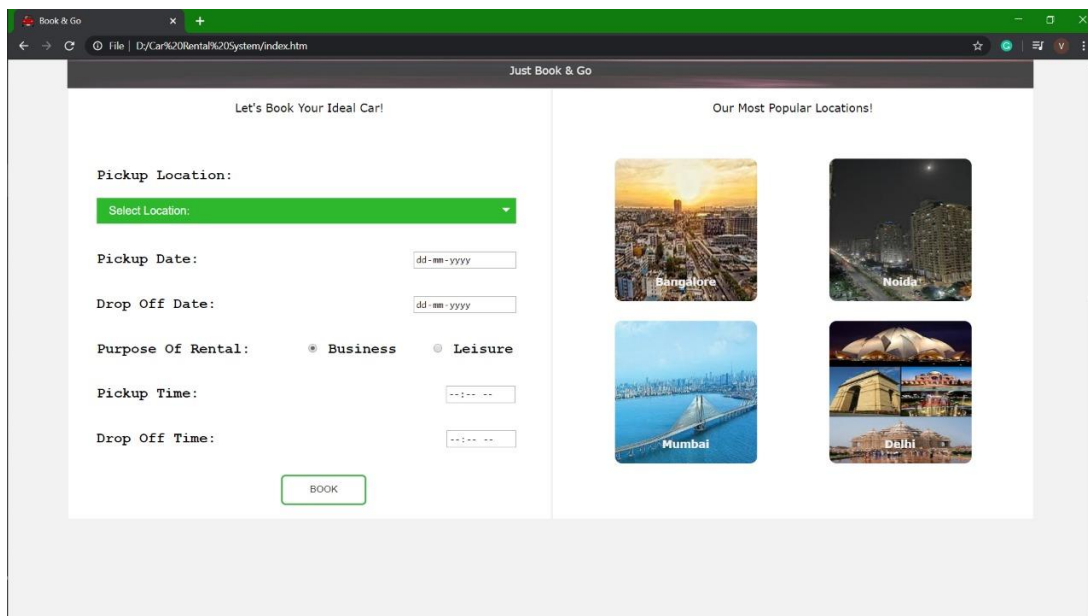 Book & Go
File | D:/Car%20Rental%20System/index.htm
V
Just Book & Go
Let's Book Your Ideal Car!
Pickup Location:
Select Location:
Pickup Date: dd-mm-yyyy
Drop Off Date: dd-mm-yyyy
Purpose Of Rental: Business Leisure
Pickup Time: --:-- --
Drop Off Time: --:-- --
BOOK
Our Most Popular Locations!
Bangalore
Noida
Mumbai
Delhi